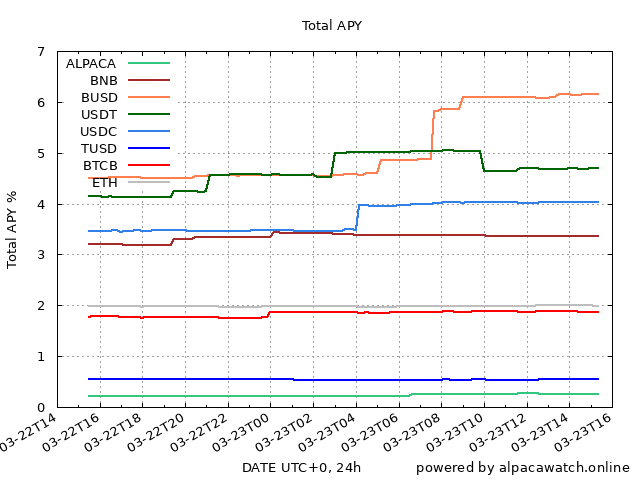 Total APY
Total APY %
7
6
5
4
3
2
1
0
ALPACA
BNB
BUSD
USDT
USDC
TUSD
BTCB
ETH
03-22T14
03-22T16
03-22T18
03-22T20
03-22T22
03-23T00
03-23T02
03-23T04
03-23T06
03-23T08
03-23T10
03-23T12
03-23T14
03-23T16
DATE UTC+0, 24h
powered by alpacawatch.online